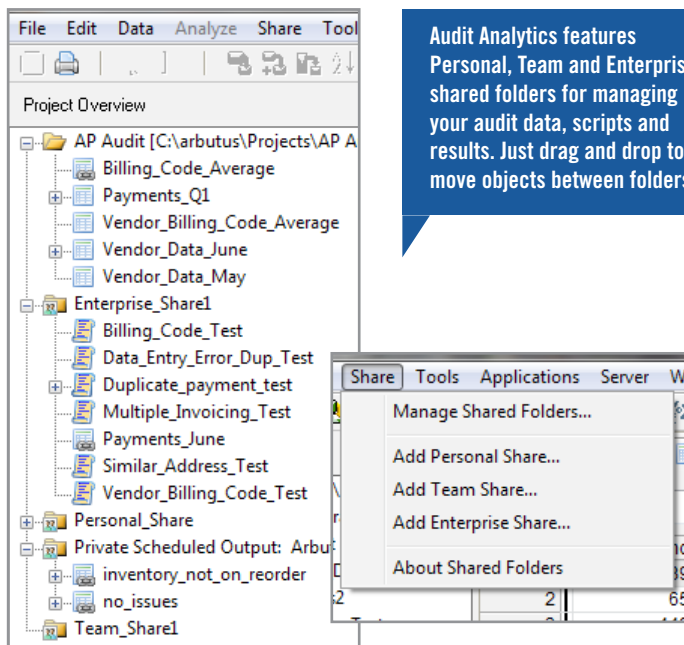 File Edit Data Analyze Share Tool
Project Overview
AP Audit [C:\arbutus\Projects\AP A
Billing_Code_Average
Payments_Q1
Vendor_Billing_Code_Average
Vendor_Data_June
Vendor_Data_May
Enterprise_Share1
Billing_Code_Test
Data_Entry_Error_Dup_Test
Duplicate_payment_test
Multiple_Invoicing_Test
Payments_June
Similar_Address_Test
Vendor_Billing_Code_Test
Personal_Share
Private Scheduled Output: Arbut
inventory_not_on_reorder
no_issues
Team_Share1
Audit Analytics features
Personal, Team and Enterpris
shared folders for managing
your audit data, scripts and
results. Just drag and drop to
move objects between folders
Share Tools Applications Server W
Manage Shared Folders...
Add Personal Share...
Add Team Share...
Add Enterprise Share...
About Shared Folders
2 65